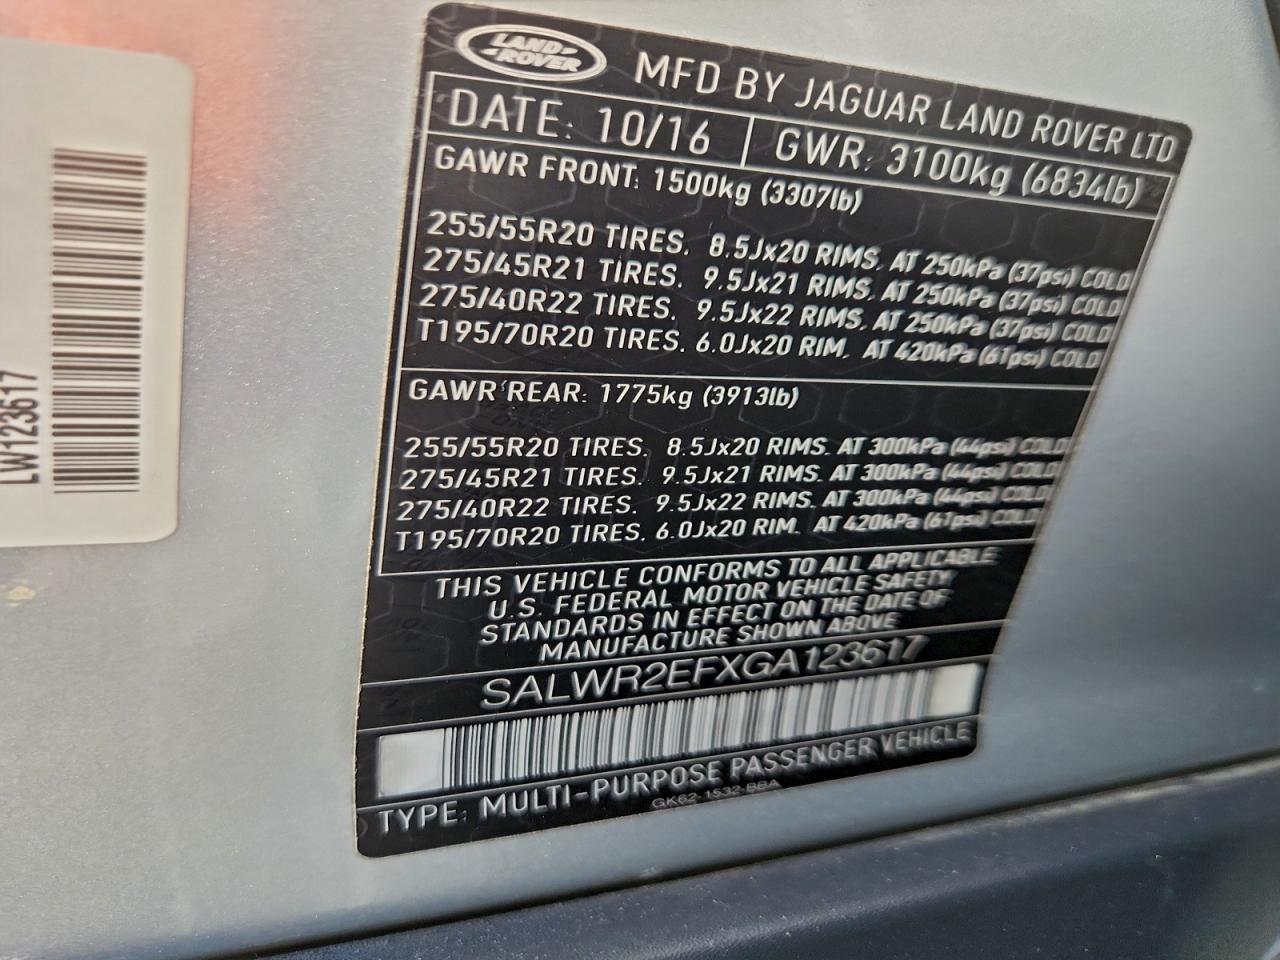 LW123617
LAND
ROVER
MFD BY JAGUAR LAND ROVER LTD
DATE: 10/16 GWR: 3100kg (6834lb)
GAWR FRONT: 1500kg (3307lb)
255/55R20 TIRES, 8.5Jx20 RIMS, AT 250kPa (37psi) COLD
275/45R21 TIRES. 9.5Jx21 RIMS. AT 250kPa (37psi) COLD
275/40R22 TIRES. 9.5Jx22 RIMS. AT 250kPa (37psi) COLD
T195/70R20 TIRES. 6.0Jx20 RIM, AT 420kPa (61psi) COLD
GAWR REAR: 1775kg (3913lb)
255/55R20 TIRES. 8.5Jx20 RIMS. AT 300kPa (44psi) COLD
275/45R21 TIRES. 9.5Jx21 RIMS. AT 300kPa (44psi) COLD
275/40R22 TIRES. 9.5Jx22 RIMS. AT 300kPa (44psi) COLD
T195/70R20 TIRES. 6.0Jx20 RIM. AT 420kPa (61psi) COLD
THIS VEHICLE CONFORMS TO ALL APPLICABLE
U.S. FEDERAL MOTOR VEHICLE SAFETY
STANDARDS IN EFFECT ON THE DATE OF
MANUFACTURE SHOWN ABOVE
SALWR2EFXGA123617
TYPE: MULTI-PURPOSE PASSENGER VEHICLE
GK62-1532-BBA